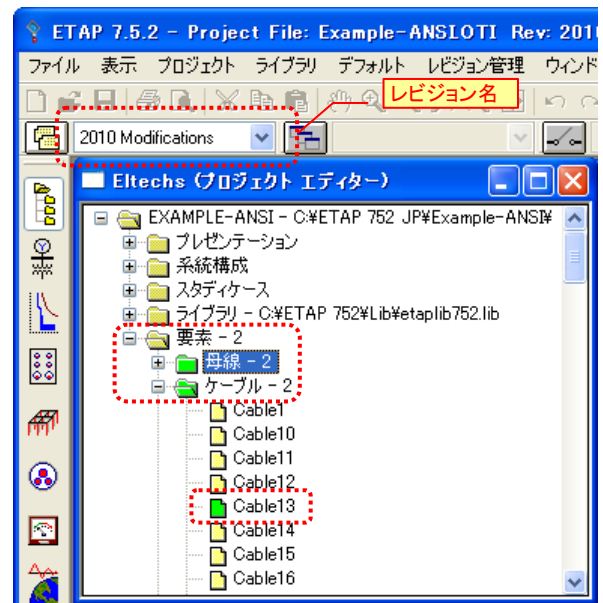 ETAP 7.5.2 - Project File: Example-ANSI.OTI Rev: 201
ファイル 表示 プロジェクト ライブラリ デフォルト レビジョン管理 ウィンド
レビジョン名
2010 Modifications
Eltechs (プロジェクト エディター)
EXAMPLE-ANSI - C:¥ETAP 752 JP¥Example-ANSI¥
プレゼンテーション
系統構成
スタディケース
ライブラリ - C:¥ETAP 752¥Lib¥etaplib752.lib
要素 - 2
母線 - 2
ケーブル - 2
Cable1
Cable10
Cable11
Cable12
Cable13
Cable14
Cable15
Cable16